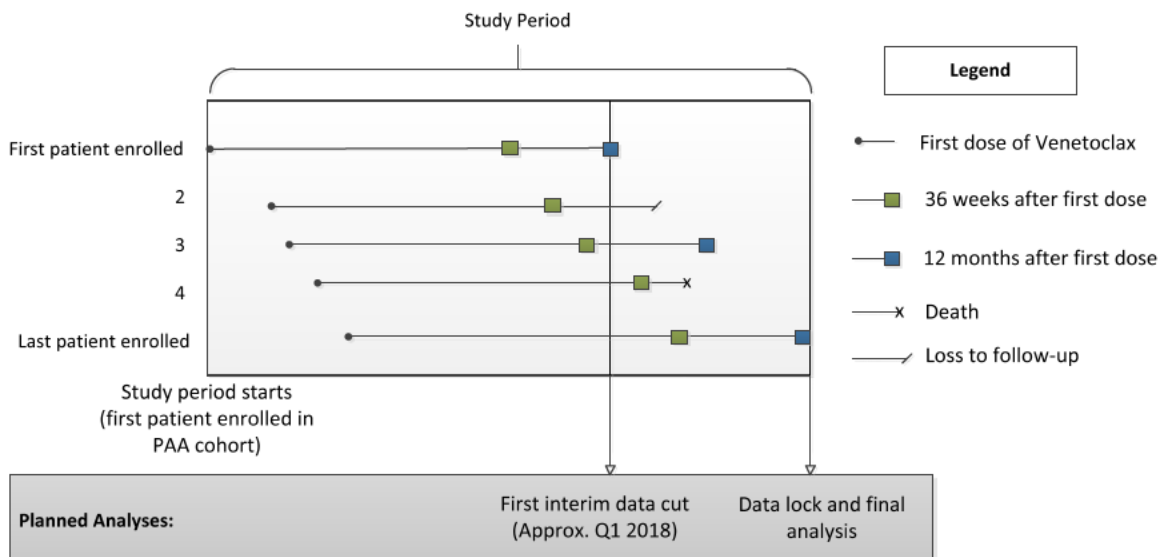 Study Period
Legend
First patient enrolled
2
3
4
Last patient enrolled
First dose of Venetoclax
36 weeks after first dose
12 months after first dose
x Death
Loss to follow-up
x
Study period starts
(first patient enrolled in
PAA cohort)
Planned Analyses:
First interim data cut
(Approx. Q1 2018)
Data lock and final
analysis